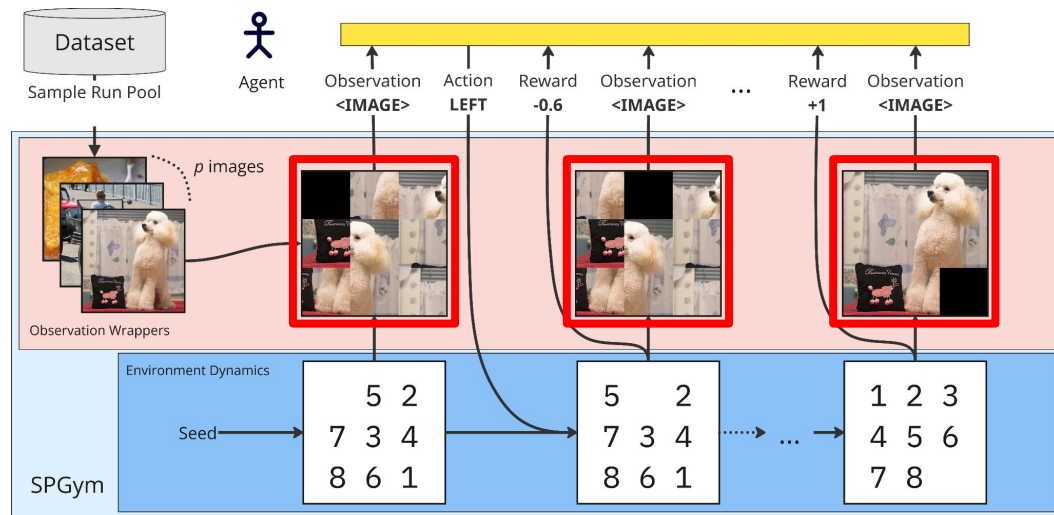 Dataset
Sample Run Pool
Agent
Observation
<IMAGE>
Action
LEFT
Reward
-0.6
Observation
<IMAGE>
...
Reward
+1
Observation
<IMAGE>
p images
Observation Wrappers
Environment Dynamics
Seed
5 2
7 3 4
8 6 1
5 2
7 3 4
8 6 1
...
1 2 3
4 5 6
7 8
SPGym